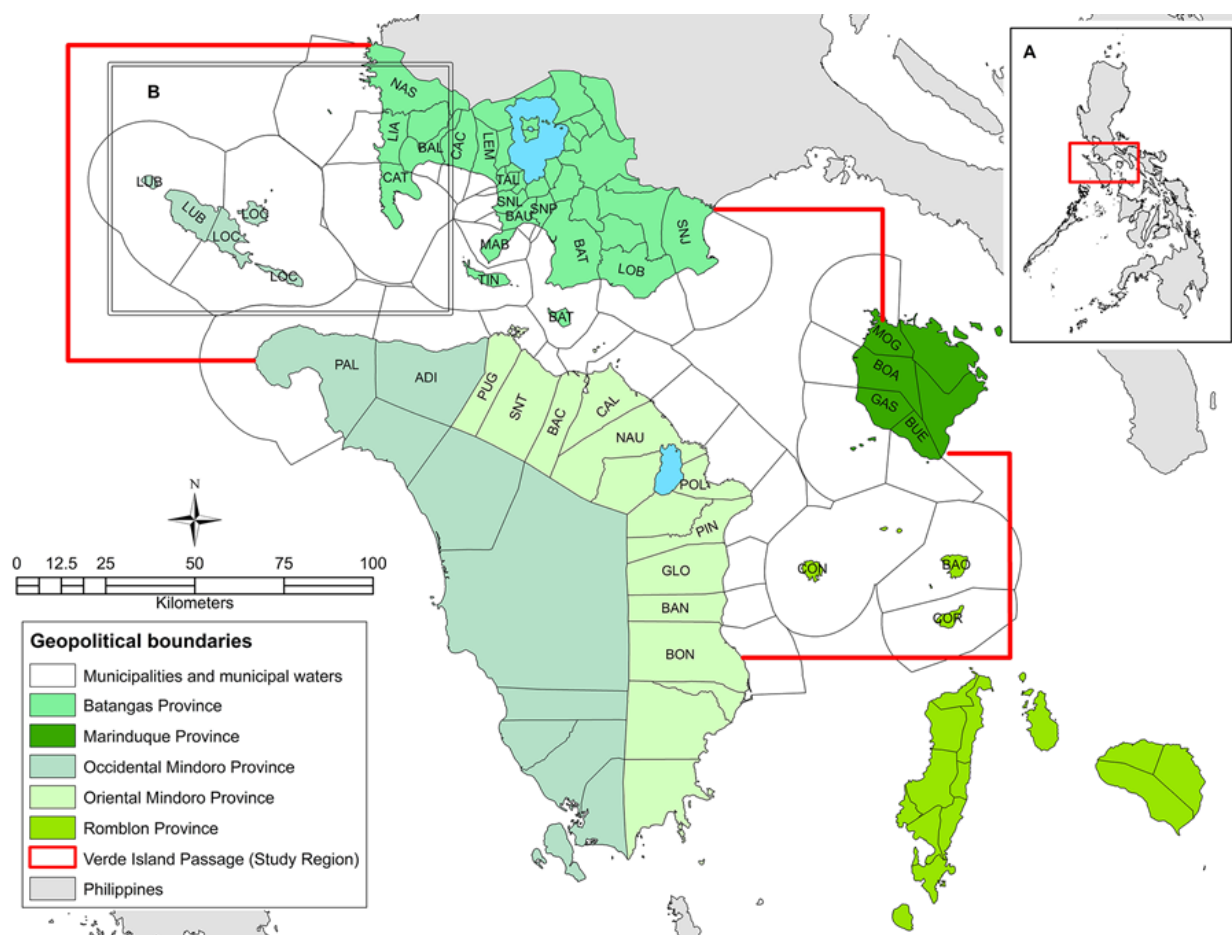 A
B
NAS
LIA
BAL
CAC
LEM
CAT
TAL
SNL
SNP
BAU
MAB
TIN
BAT
LOB
SNJ
BAT
LUB
LUB
LOC
LOC
LOC
PAL
ADI
PUG
SNT
BAC
CAL
NAU
POL
PIN
GLO
BAN
BON
MOG
BOA
GAS
BUE
CON
BAO
COR
N
0 12.5 25 50 75 100
Kilometers
Geopolitical boundaries
Municipalities and municipal waters
Batangas Province
Marinduque Province
Occidental Mindoro Province
Oriental Mindoro Province
Romblon Province
Verde Island Passage (Study Region)
Philippines